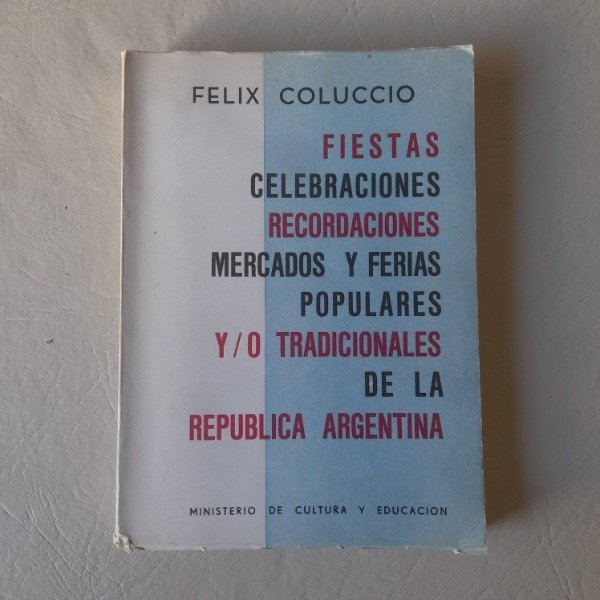 FELIX COLUCCIO
FIESTAS
CELEBRACIONES
RECORDACIONES
MERCADOS Y FERIAS
POPULARES
Y/O TRADICIONALES
DE LA
REPUBLICA ARGENTINA
MINISTERIO DE CULTURA Y EDUCACION